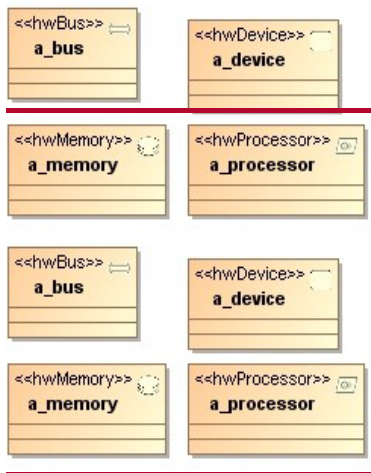 <<hwBus>>
a_bus
<<hwDevice>>
a_device
<<hwMemory>>
a_memory
<<hwProcessor>>
a_processor
<<hwBus>>
a_bus
<<hwDevice>>
a_device
<<hwMemory>>
a_memory
<<hwProcessor>>
a_processor